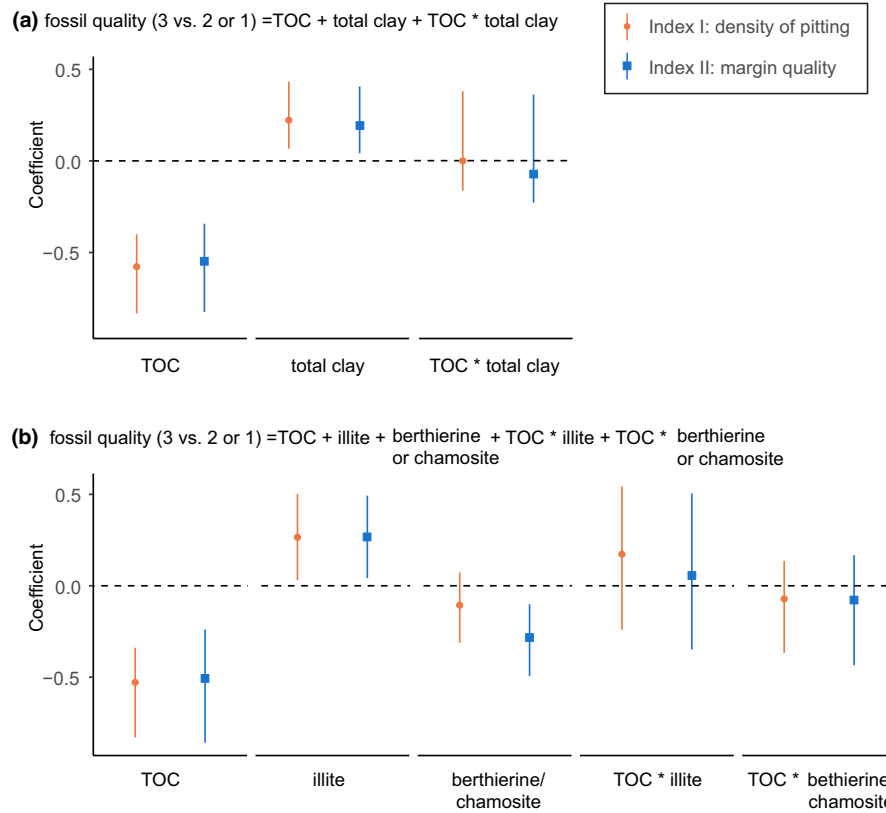 (a) fossil quality (3 vs. 2 or 1) =TOC + total clay + TOC * total clay
Index I: density of pitting
Index II: margin quality
0.5
0.0
−0.5
Coefficient
TOC
total clay
TOC * total clay
(b) fossil quality (3 vs. 2 or 1) =TOC + illite + berthierine or chamosite + TOC * illite + TOC * berthierine or chamosite
0.5
0.0
−0.5
Coefficient
TOC
illite
berthierine/
chamosite
TOC * illite
TOC * bethierine
chamosite